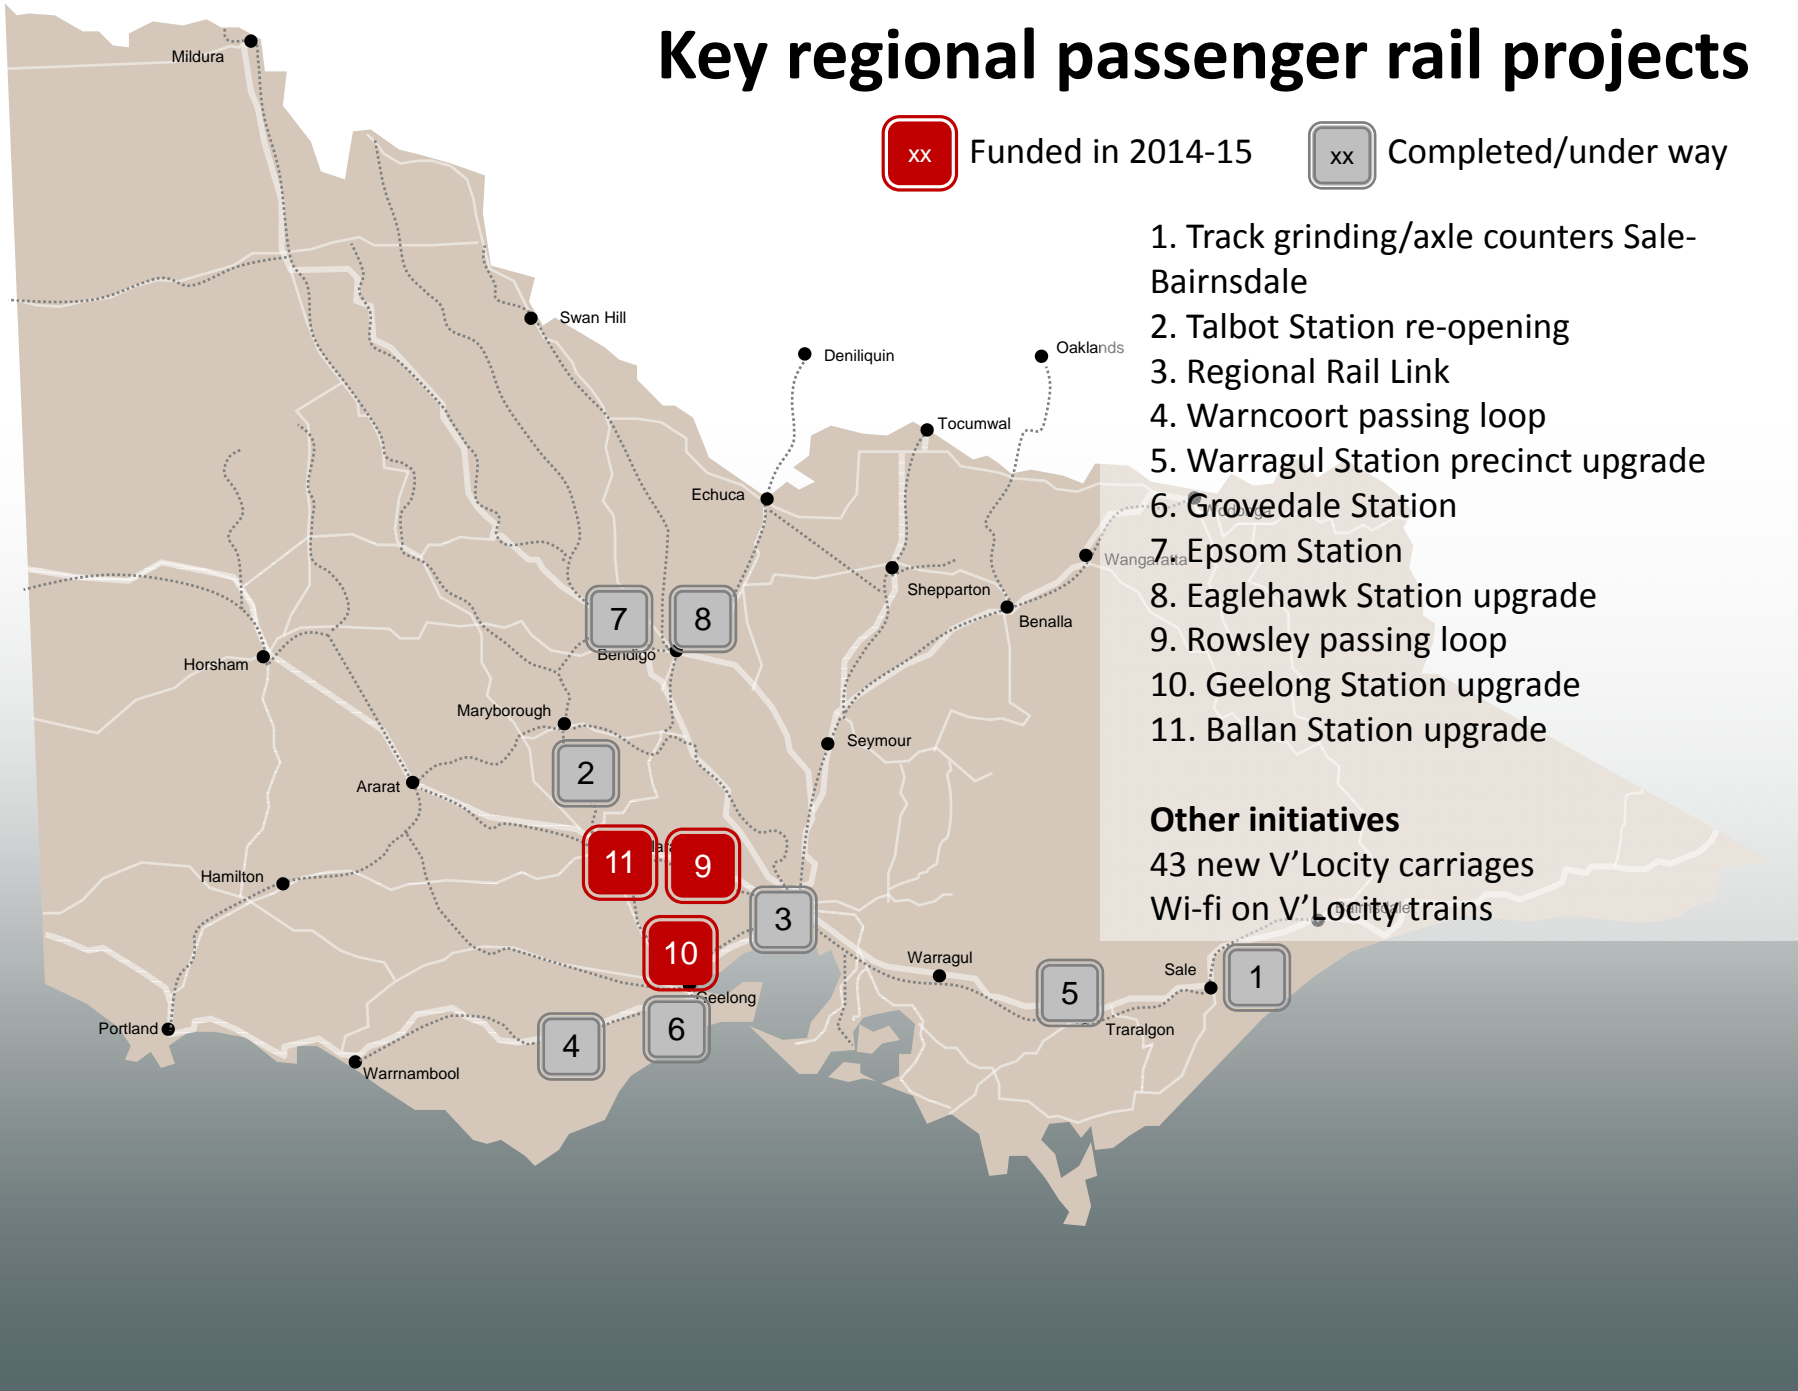 Key regional passenger rail projects
xx Funded in 2014-15
xx Completed/under way
1. Track grinding/axle counters Sale-
Bairnsdale
2. Talbot Station re-opening
3. Regional Rail Link
4. Warncoort passing loop
5. Warragul Station precinct upgrade
6. Grovedale Station
7. Epsom Station
8. Eaglehawk Station upgrade
9. Rowsley passing loop
10. Geelong Station upgrade
11. Ballan Station upgrade
Other initiatives
43 new V'Locity carriages
Wi-fi on V'Locity trains
Mildura
Swan Hill
Deniliquin
Oaklands
Tocumwal
Echuca
Wodonga
Wangaratta
Shepparton
Benalla
7
8
Bendigo
Horsham
Maryborough
Seymour
2
Ararat
11
9
Hamilton
3
Bairnsdale
10
Warragul
Sale
1
5
Geelong
6
4
Portland
Traralgon
Warrnambool